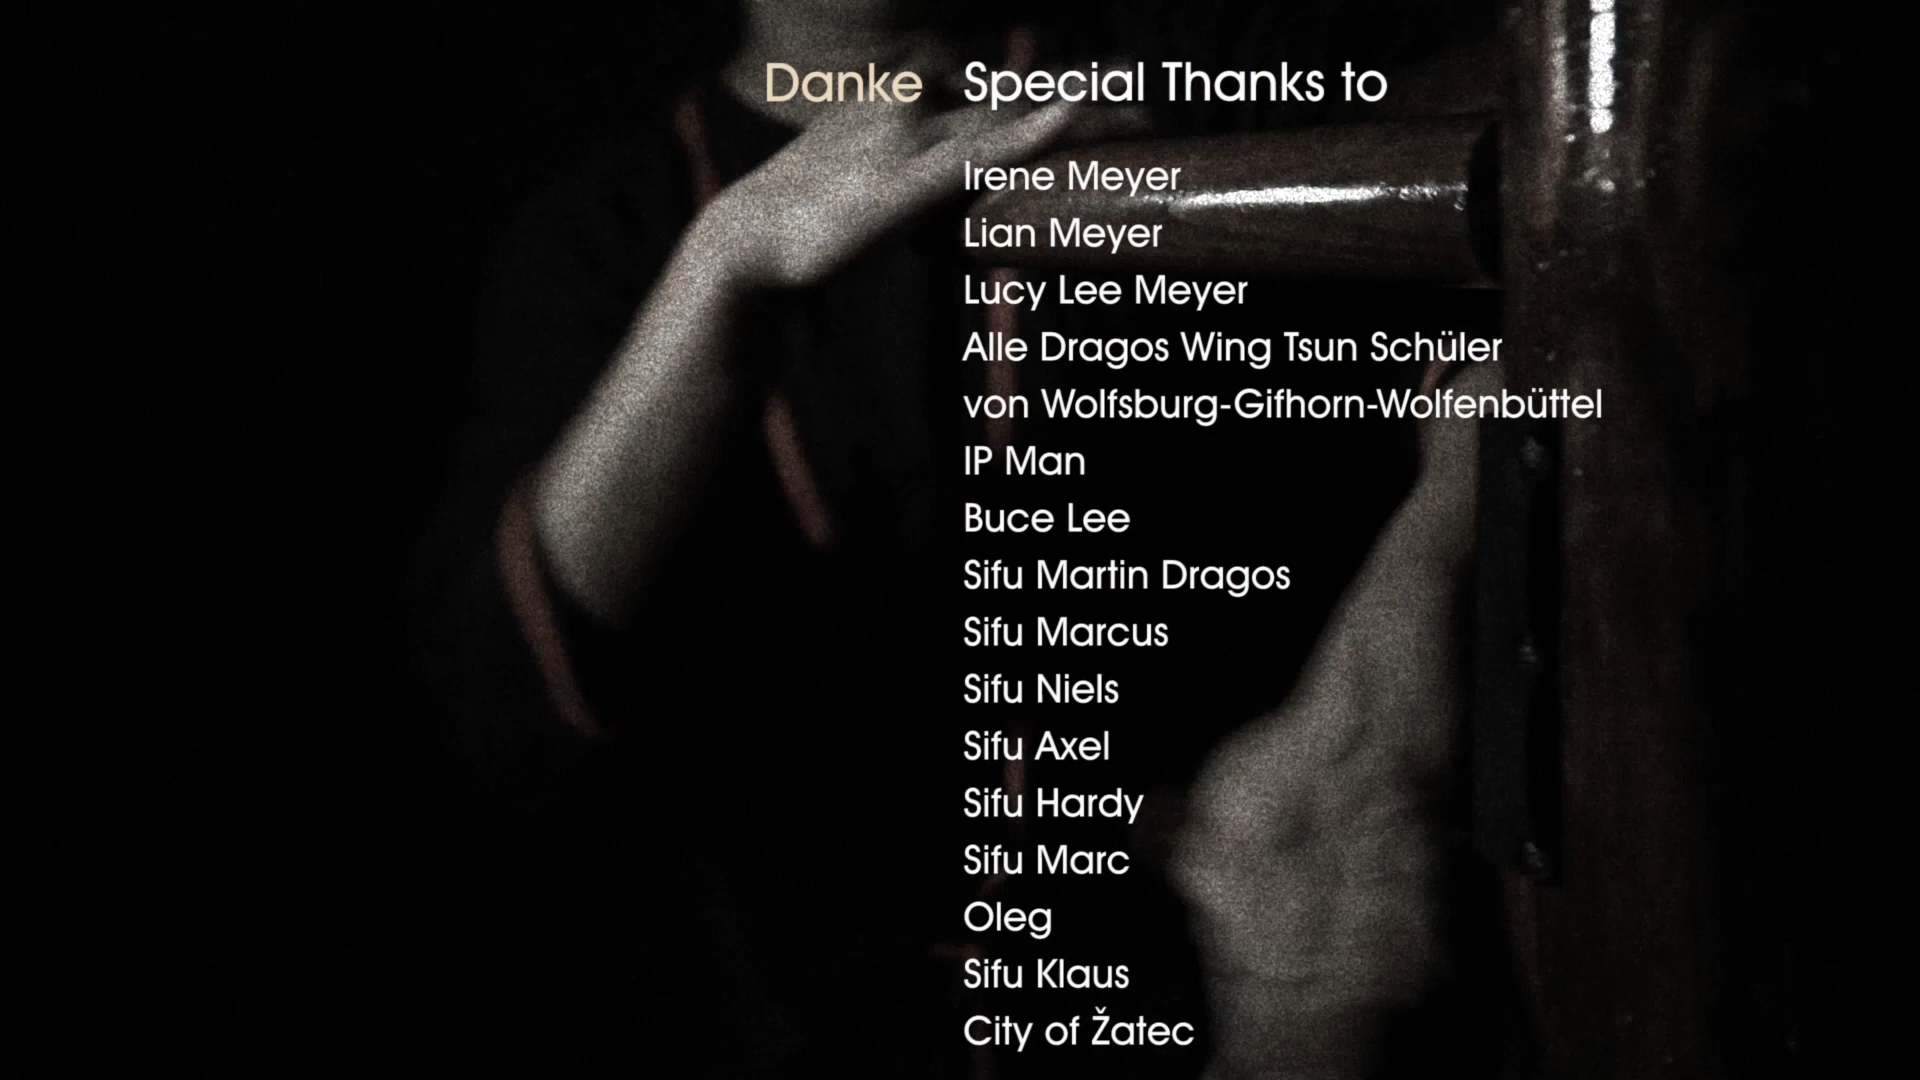 Danke Special Thanks to
Irene Meyer
Lian Meyer
Lucy Lee Meyer
Alle Dragos Wing Tsun Schüler
von Wolfsburg-Gifhorn-Wolfenbüttel
IP Man
Buce Lee
Sifu Martin Dragos
Sifu Marcus
Sifu Niels
Sifu Axel
Sifu Hardy
Sifu Marc
Oleg
Sifu Klaus
City of Žatec